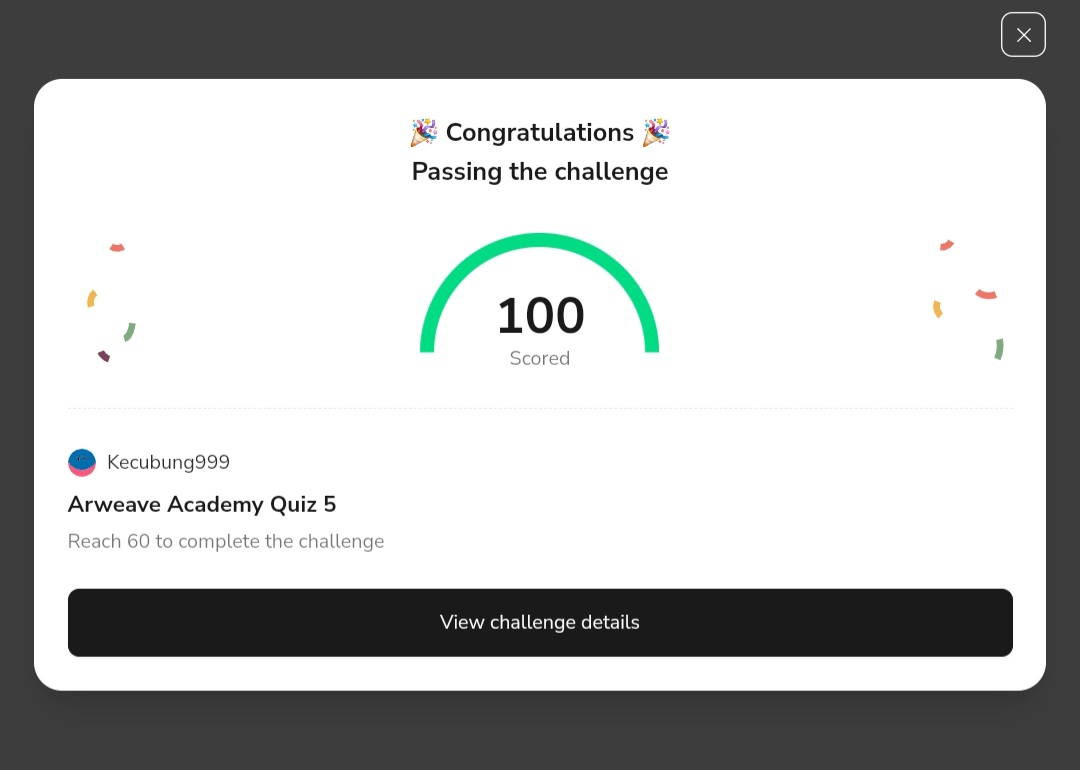 🎉 Congratulations 🎉
Passing the challenge
100
Scored
Kecubung999
Arweave Academy Quiz 5
Reach 60 to complete the challenge
View challenge details